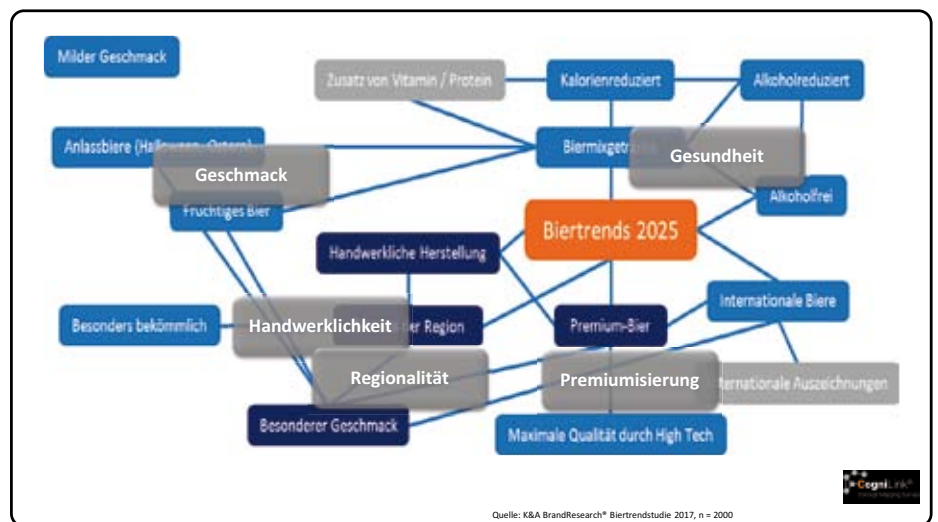 Milder Geschmack
Zusatz von Vitamin / Protein
Kalorienreduziert
Alkoholreduziert
Anlassbiere (Halloween, Ostern)
Biermixgetränke
Gesundheit
Geschmack
Alkoholfrei
Fruchtiges Bier
Biertrends 2025
Handwerkliche Herstellung
Internationale Biere
Besonders bekömmlich
Handwerklichkeit
der Region
Premium-Bier
Regionalität
Premiumisierung
Internationale Auszeichnungen
Besonderer Geschmack
Maximale Qualität durch High Tech
CogniLink®
Quelle: K&A BrandResearch® Biertrendstudie 2017, n = 2000